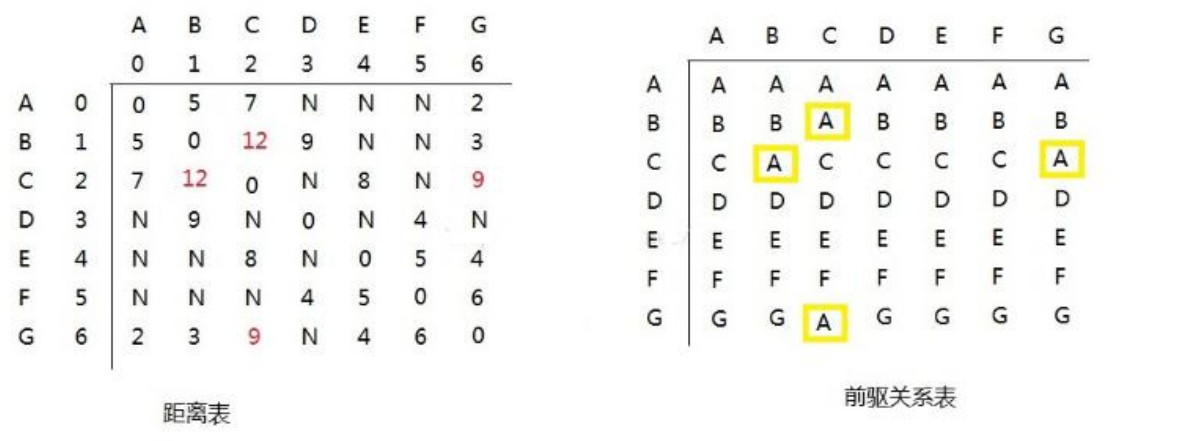 A B C D E F G
0 1 2 3 4 5 6
A 0 0 5 7 N N N 2
B 1 5 0 12 9 N N 3
C 2 7 12 0 N 8 N 9
D 3 N 9 N 0 N 4 N
E 4 N N 8 N 0 5 4
F 5 N N N 4 5 0 6
G 6 2 3 9 N 4 6 0
距离表
A B C D E F G
A A A A A A A A
B B B A B B B B
C C A C C C C A
D D D D D D D D
E E E E E E E E
F F F F F F F F
G G G A G G G G
前驱关系表